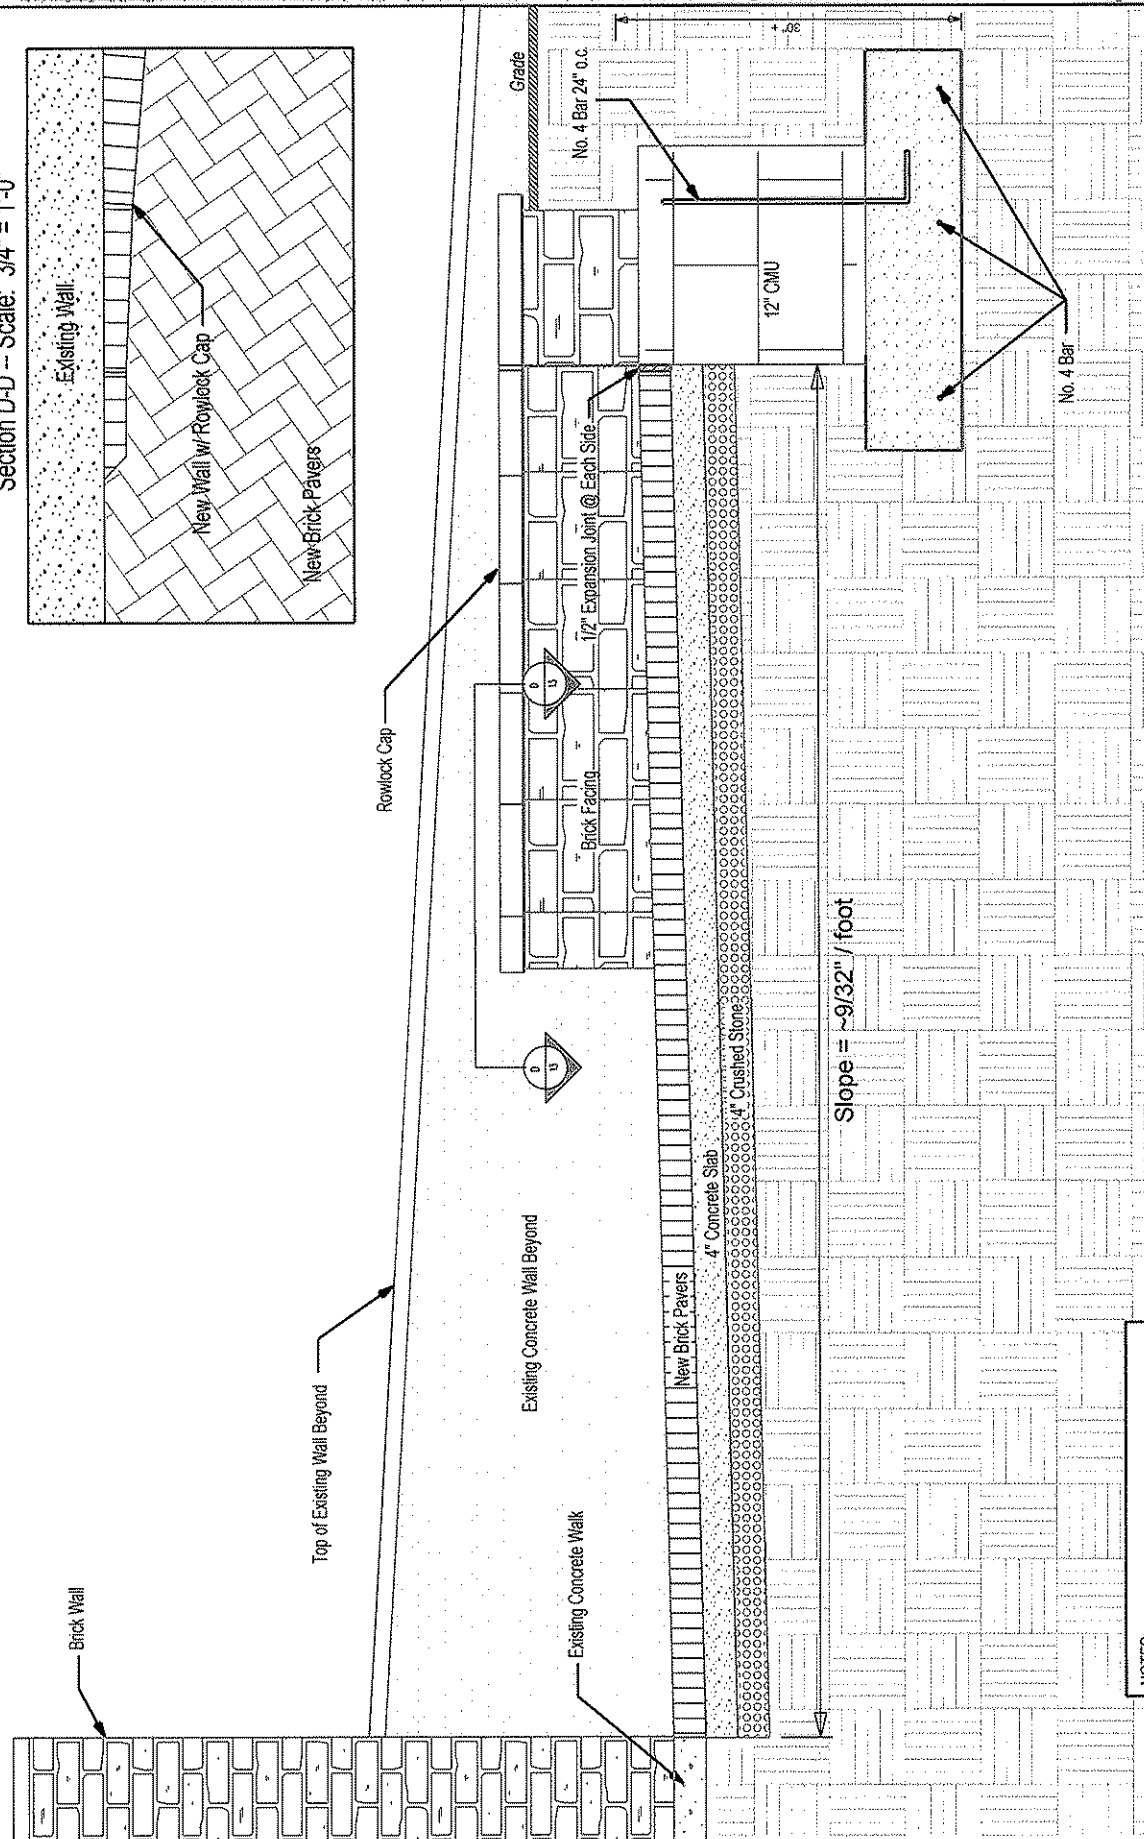 Section D-D – Scale: 3/4" = 1'-0"
Existing Wall
New Wall w/ Rowlock Cap
New Brick Pavers
Brick Wall
Top of Existing Wall Beyond
Rowlock Cap
Grade
30" +
No. 4 Bar 24" o.c.
D
13
D
13
Existing Concrete Wall Beyond
Brick Facing
1/2" Expansion Joint @ Each Side
12" CMU
Existing Concrete Walk
New Brick Pavers
4" Concrete Slab
4" Crushed Stone
Slope = ~9/32" / foot
No. 4 Bar
NOTES